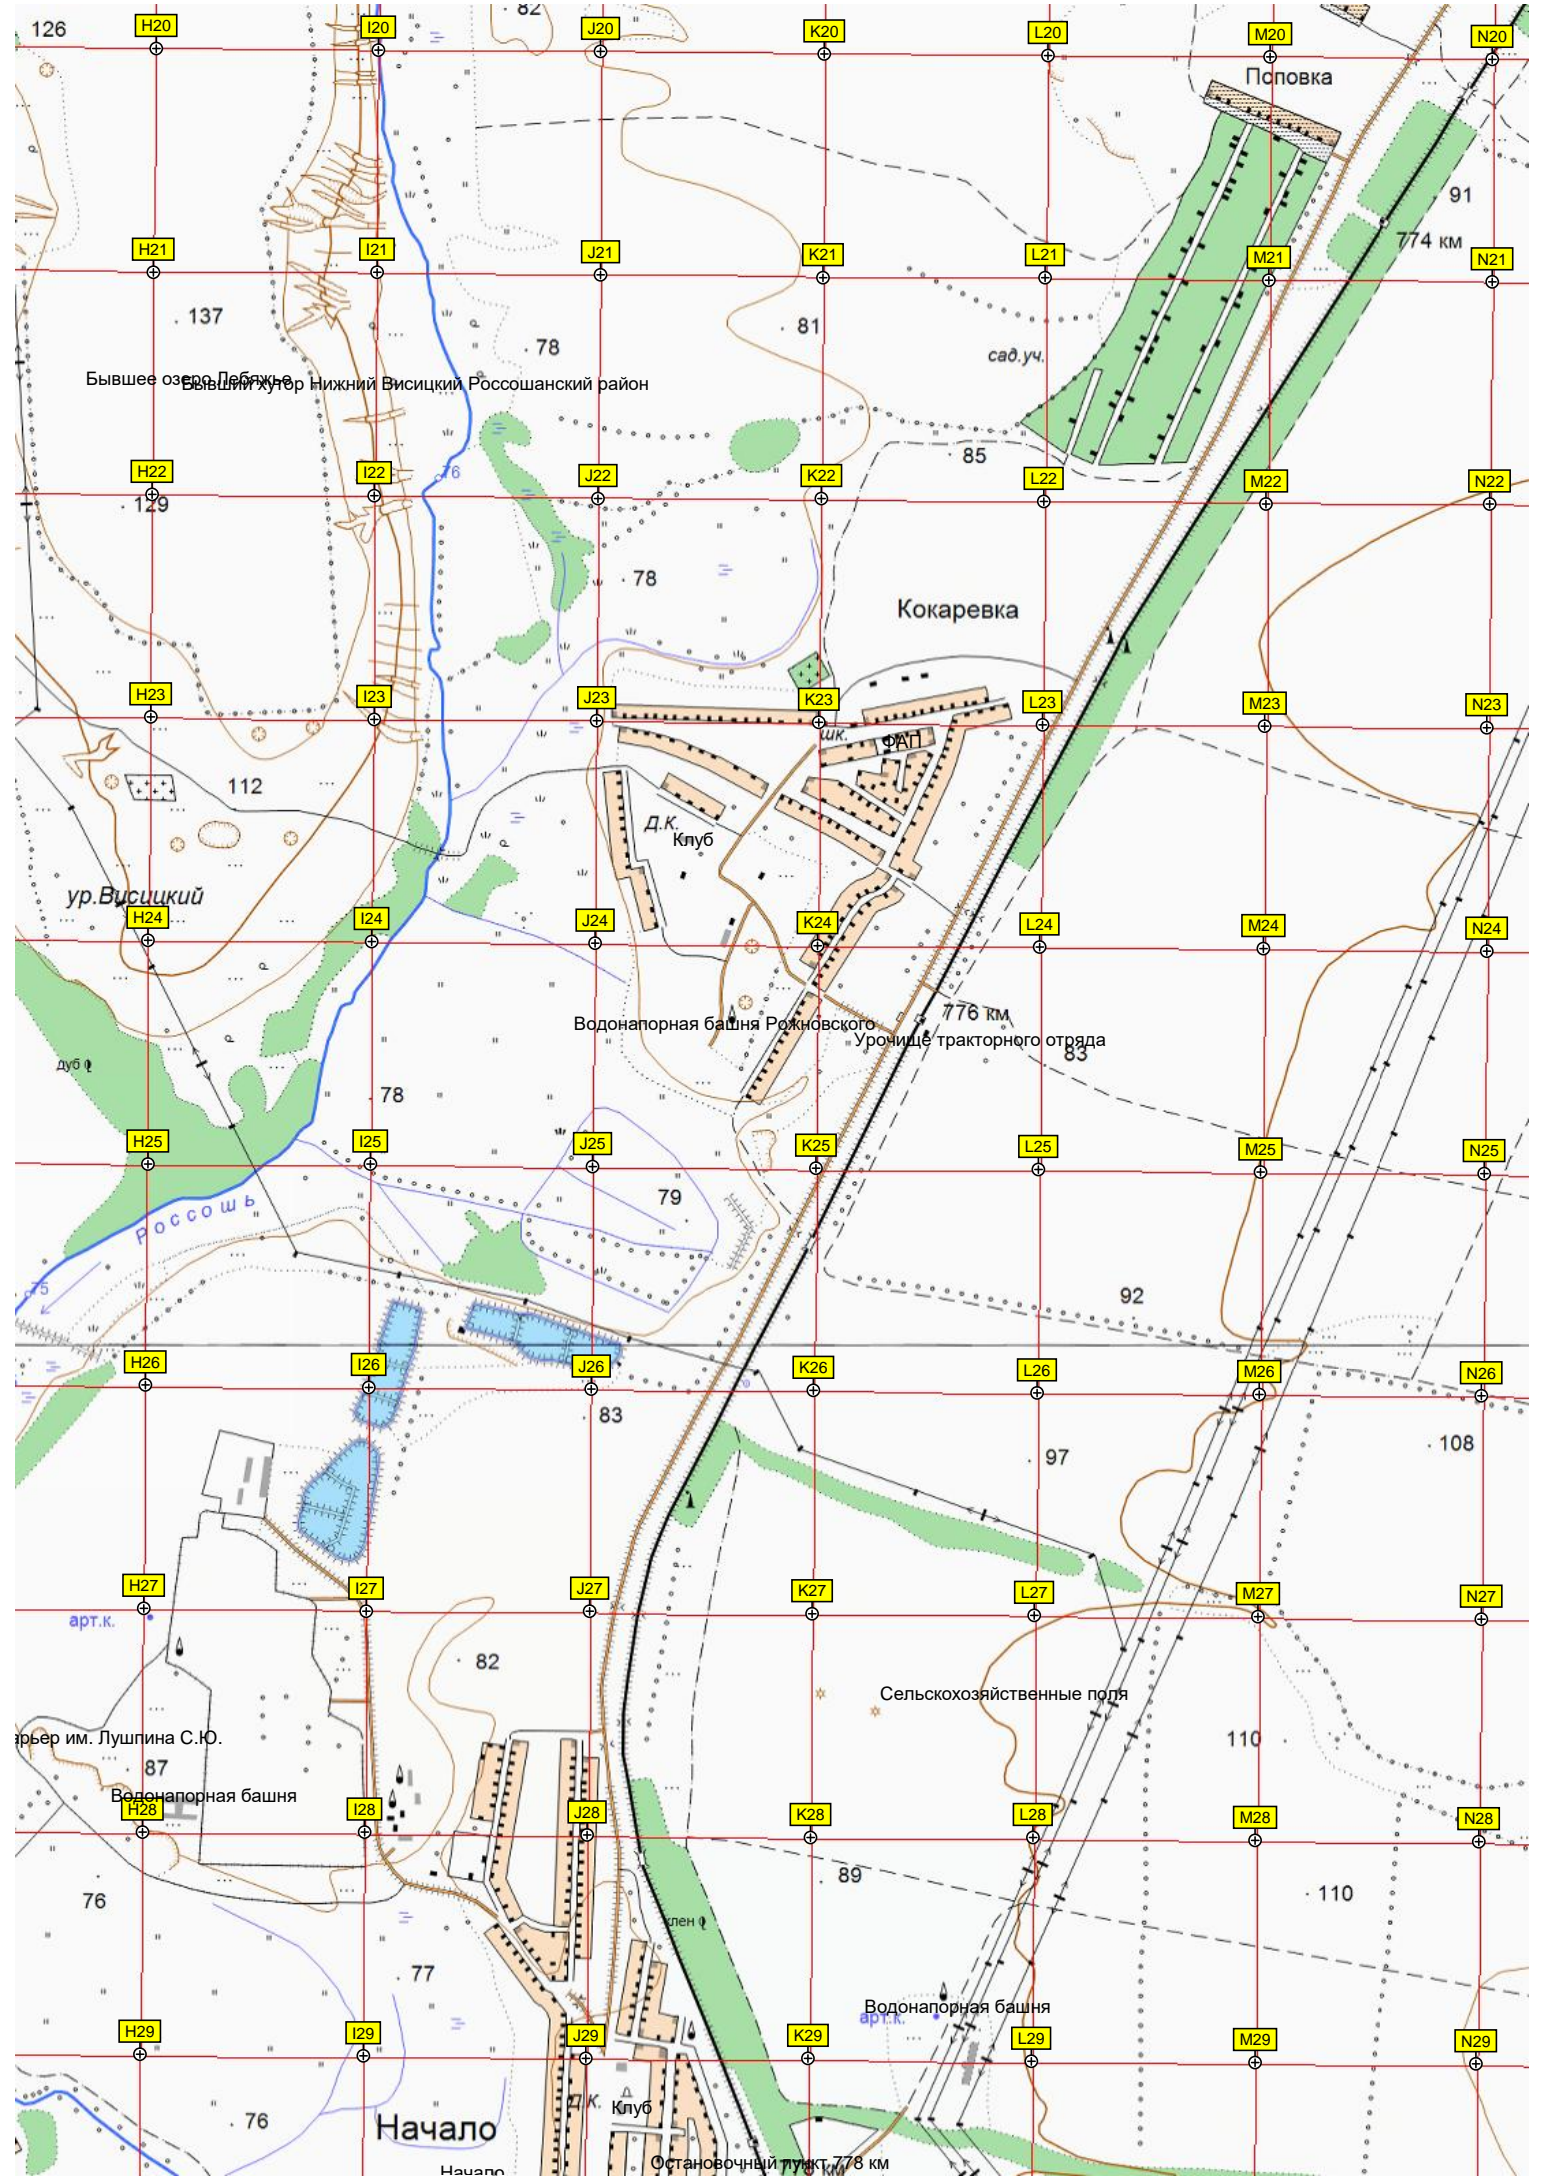 126
H20
I20
82
J20
K20
L20
M20
N20
Поповка
91
774 км
H21
I21
J21
K21
L21
M21
N21
137
78
81
сад.уч.
Бывшее озеро Лебяжье
Бывший хутор Нижний Висицкий Россошанский район
85
76
H22
I22
J22
K22
L22
M22
N22
129
78
Кокаревка
H23
I23
J23
K23
L23
M23
N23
шк.
ФАП
112
Д.К.
Клуб
ур.Висицкий
H24
I24
J24
K24
L24
M24
N24
776 км
Водонапорная башня Рожновского
Урочище тракторного отряда
83
дуб
78
H25
I25
J25
K25
L25
M25
N25
79
Россошь
75
92
H26
I26
J26
K26
L26
M26
N26
83
97
108
H27
I27
J27
K27
L27
M27
N27
арт.к.
82
Сельскохозяйственные поля
арьер им. Лушпина С.Ю.
110
87
Водонапорная башня
H28
I28
J28
K28
L28
M28
N28
89
76
110
клен
77
Водонапорная башня
арт.к.
H29
I29
J29
K29
L29
M29
N29
Д.К.
Клуб
76
Начало
Остановочный пункт 778 км
778 км
Начало